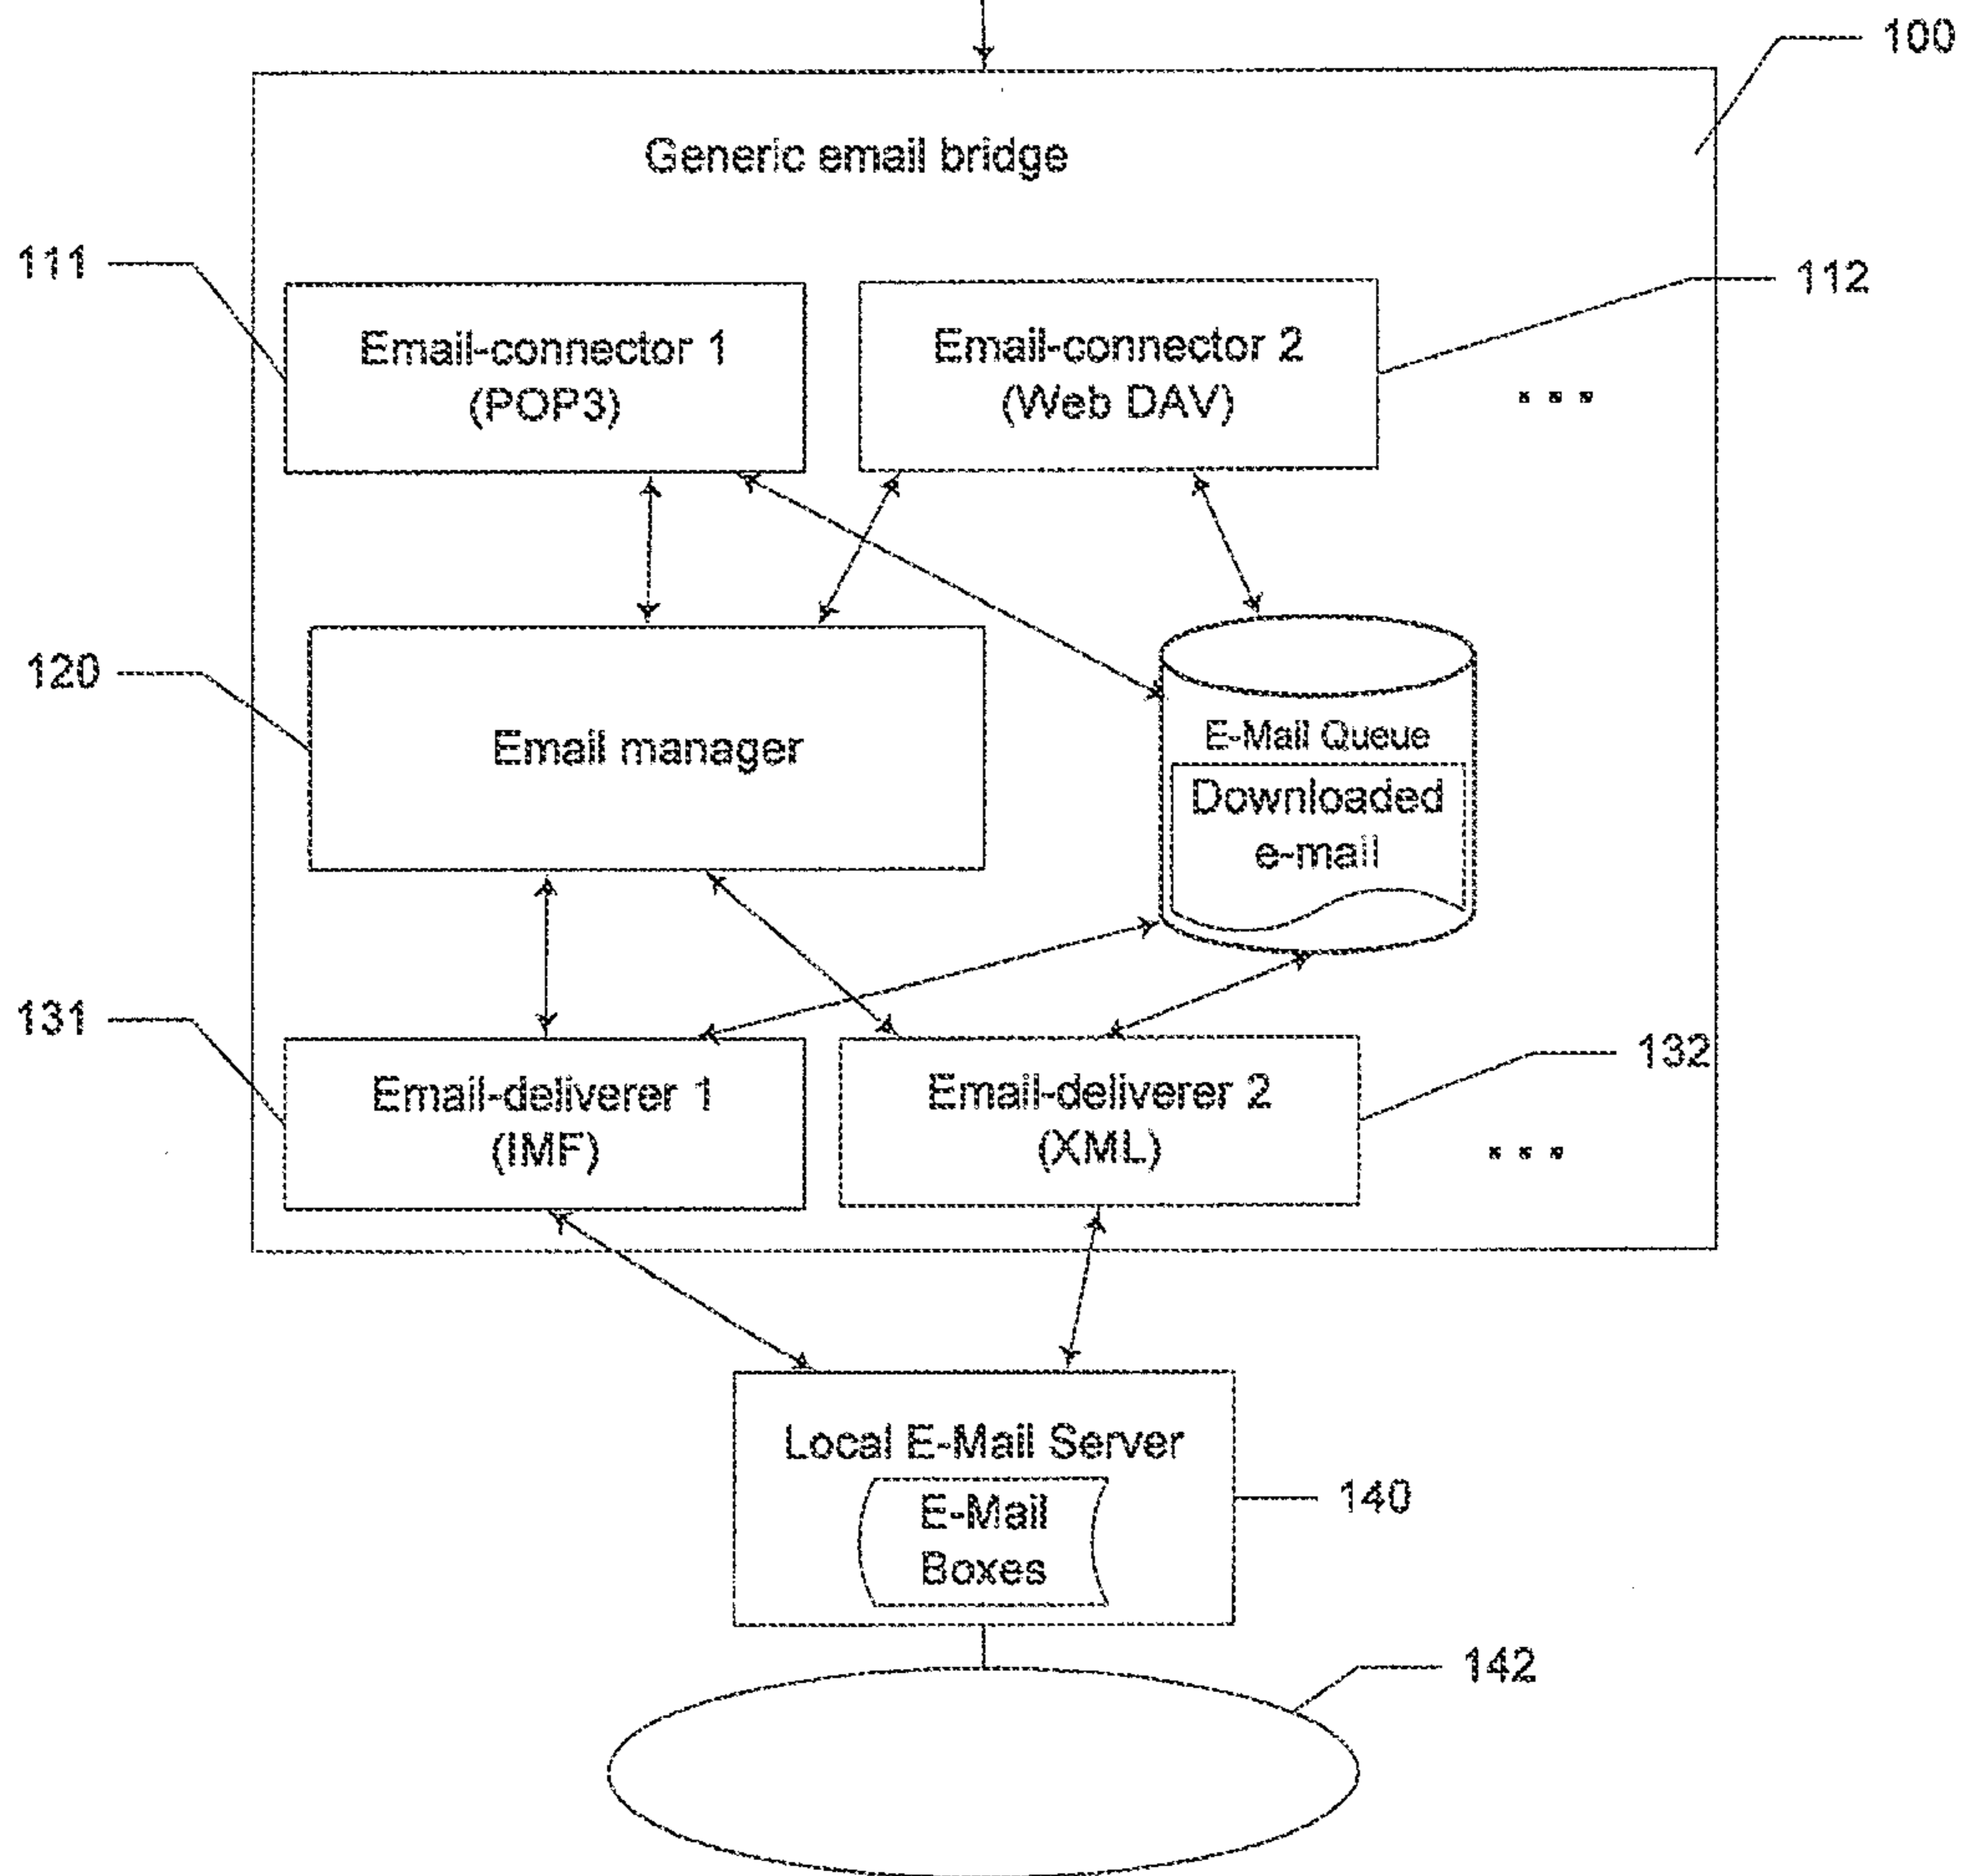 100
Generic email bridge
111
112
Email-connector 1
(POP3)
Email-connector 2
(Web DAV)
...
120
Email manager
E-Mail Queue
Downloaded
e-mail
131
132
Email-deliverer 1
(IMF)
Email-deliverer 2
(XML)
...
Local E-Mail Server
E-Mail
Boxes
140
142